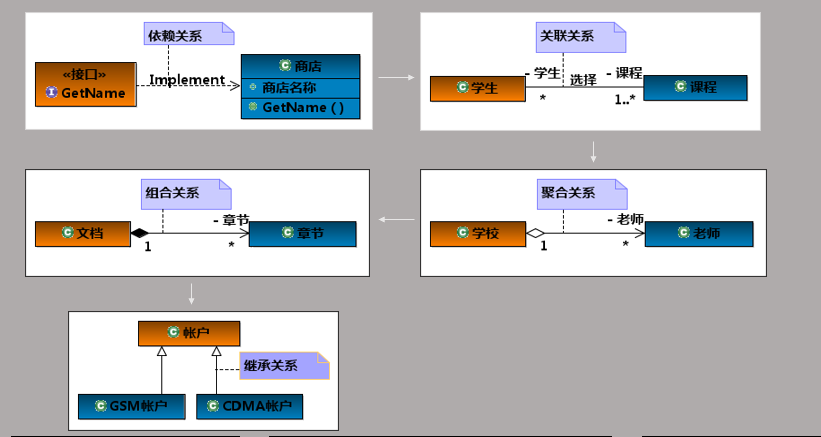 依赖关系
«接口»
GetName
Implement
商店
商店名称
GetName ( )
关联关系
学生
- 学生
*
选择
- 课程
1..*
课程
组合关系
文档
1
- 章节
*
章节
聚合关系
学校
1
- 老师
*
老师
帐户
继承关系
GSM帐户
CDMA帐户